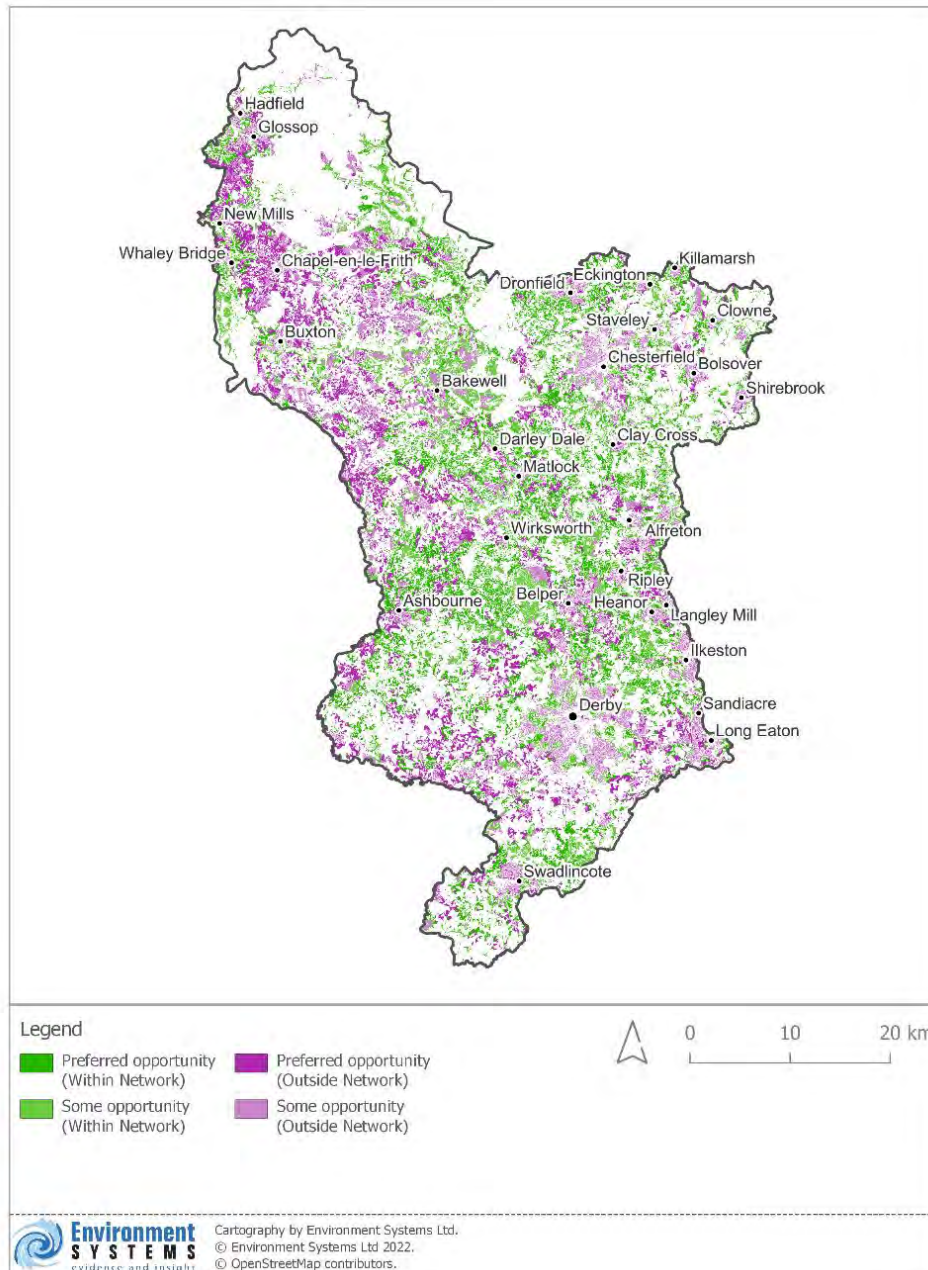 Hadfield
Glossop
New Mills
Whaley Bridge
Chapel-en-le-Frith
Killamarsh
Eckington
Dronfield
Clowne
Staveley
Buxton
Chesterfield
Bolsover
Bakewell
Shirebrook
Darley Dale
Clay Cross
Matlock
Alfreton
Wirksworth
Ripley
Belper
Heanor
Ashbourne
Langley Mill
Ilkeston
Derby
Sandiacre
Long Eaton
Swadlincote
Legend
0 10 20 km
Preferred opportunity
(Within Network)
Preferred opportunity
(Outside Network)
Some opportunity
(Within Network)
Some opportunity
(Outside Network)
Environment
SYSTEMS
evidence and insight
Cartography by Environment Systems Ltd.
© Environment Systems Ltd 2022.
© OpenStreetMap contributors.